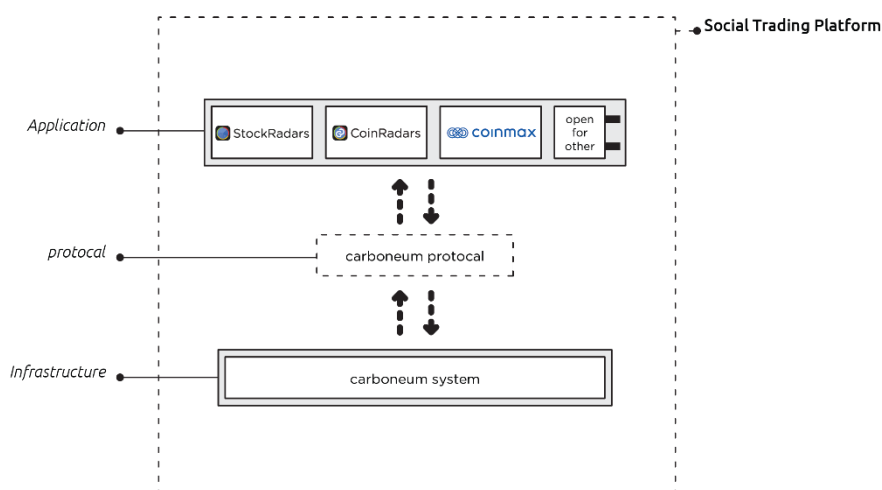 Social Trading Platform
Application
StockRadars
CoinRadars
coinmax
open
for
other
protocal
carboneum protocal
Infrastructure
carboneum system